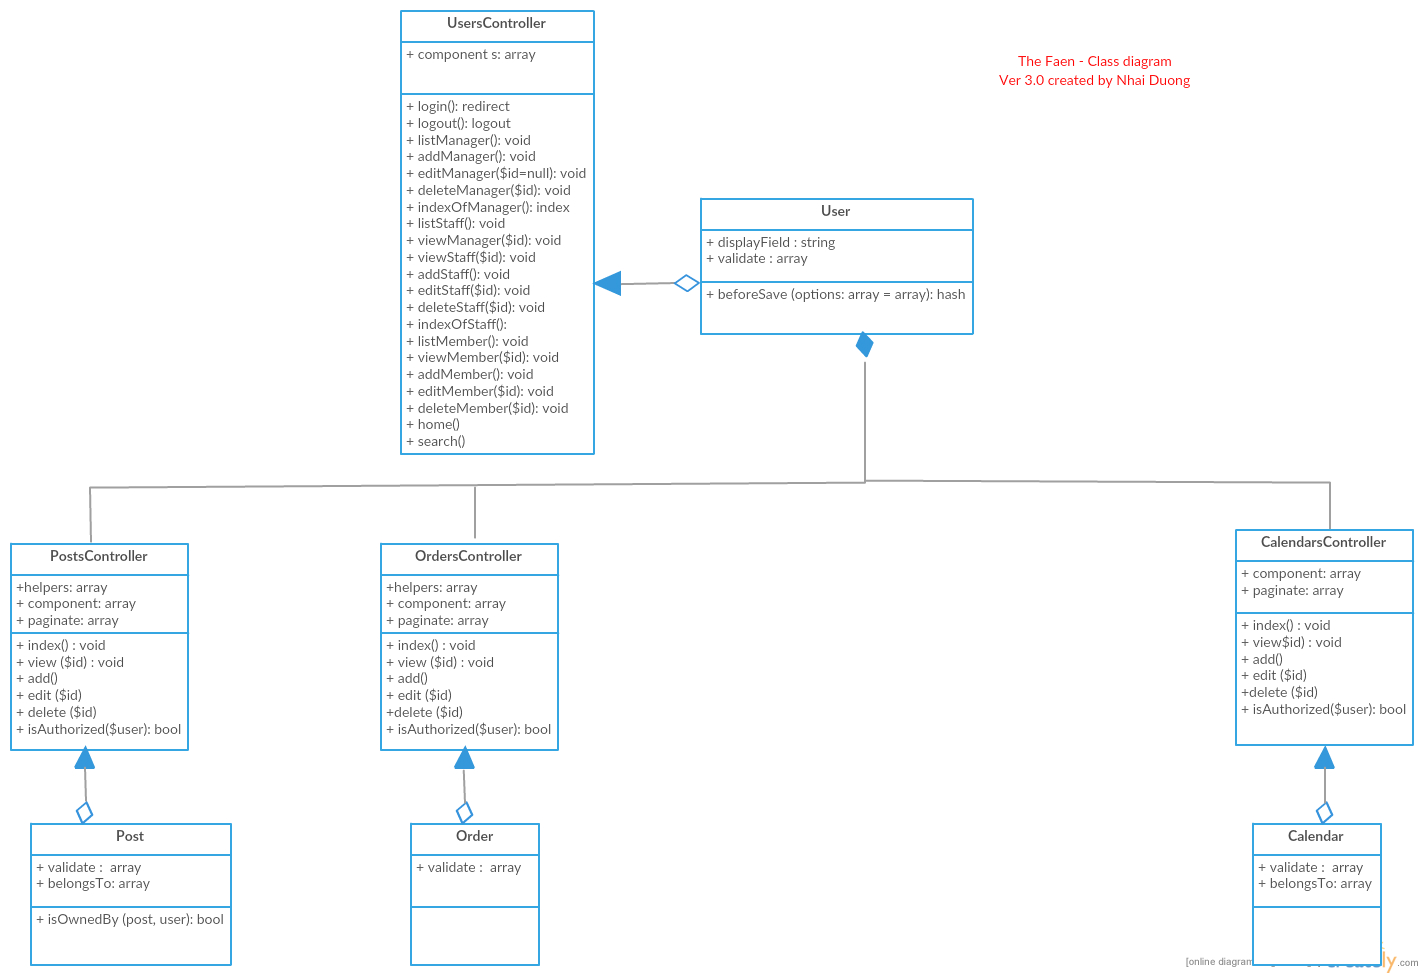 UsersController
+ component s: array
+ login(): redirect
+ logout(): logout
+ listManager(): void
+ addManager(): void
+ editManager($id=null): void
+ deleteManager($id): void
+ indexOfManager(): index
+ listStaff(): void
+ viewManager($id): void
+ viewStaff($id): void
+ addStaff(): void
+ editStaff($id): void
+ deleteStaff($id): void
+ indexOfStaff():
+ listMember(): void
+ viewMember($id): void
+ addMember(): void
+ editMember($id): void
+ deleteMember($id): void
+ home()
+ search()
The Faen - Class diagram
Ver 3.0 created by Nhai Duong
User
+ displayField : string
+ validate : array
+ beforeSave (options: array = array): hash
PostsController
+helpers: array
+ component: array
+ paginate: array
+ index() : void
+ view ($id) : void
+ add()
+ edit ($id)
+ delete ($id)
+ isAuthorized($user): bool
OrdersController
+helpers: array
+ component: array
+ paginate: array
+ index() : void
+ view ($id) : void
+ add()
+ edit ($id)
+delete ($id)
+ isAuthorized($user): bool
CalendarsController
+ component: array
+ paginate: array
+ index() : void
+ view$id) : void
+ add()
+ edit ($id)
+delete ($id)
+ isAuthorized($user): bool
Post
+ validate :  array
+ belongsTo: array
+ isOwnedBy (post, user): bool
Order
+ validate :  array
Calendar
+ validate :  array
+ belongsTo: array
[online diagram
.com